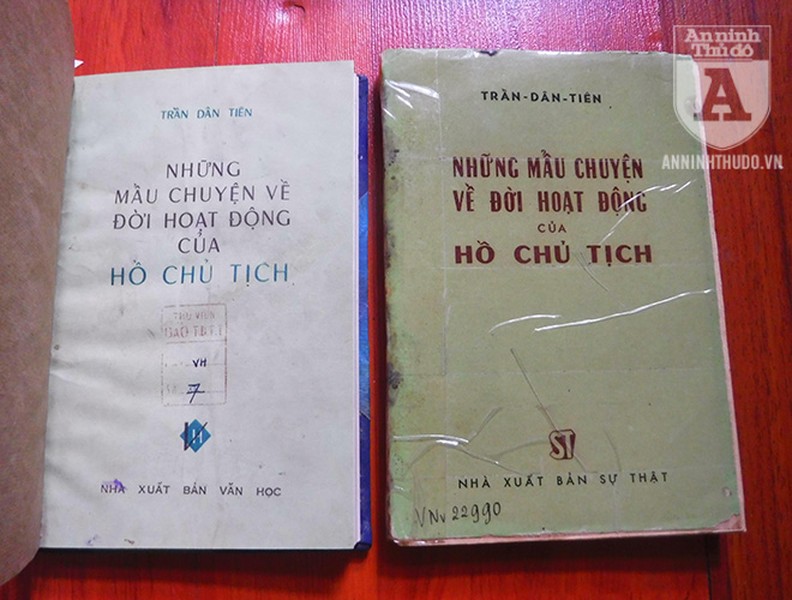 TRẦN DÂN TIÊN
NHỮNG
MẨU CHUYỆN VỀ
ĐỜI HOẠT ĐỘNG
CỦA
HỒ CHỦ TỊCH
THƯ VIỆN
VH
7
NHÀ XUẤT BẢN VĂN HỌC
TRẦN-DÂN-TIÊN
NHỮNG MẨU CHUYỆN
VỀ ĐỜI HOẠT ĐỘNG
CỦA
HỒ CHỦ TỊCH
ST
NHÀ XUẤT BẢN SỰ THẬT
VNv 22990
An ninh
Thủ đô
A
ANNINHTHUDO.VN